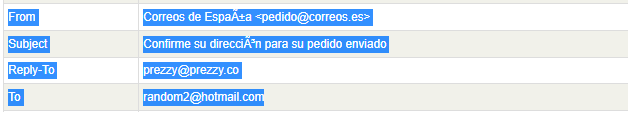 From Correos de EspaÃ±a <pedido@correos.es>
Subject Confirme su direcciÃ³n para su pedido enviado
Reply-To prezzy@prezzy.co
To random2@hotmail.com